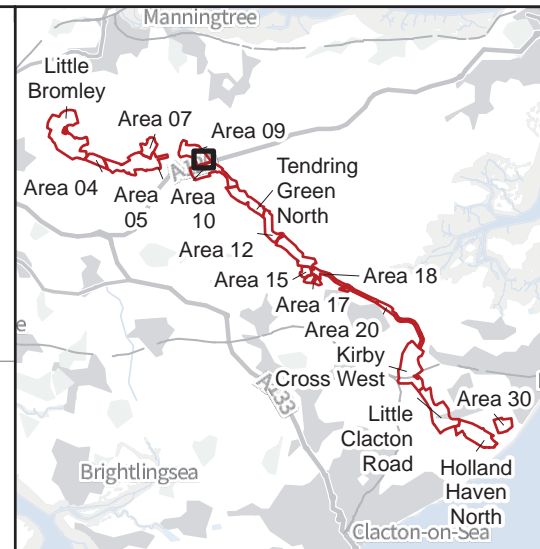 Manningtree
Little
Bromley
Area 07
Area 09
A120
Tendring
Green
North
Area 04
Area
05
Area
10
Area 12
Area 15
Area 18
Area 17
Area 20
Kirby
Cross West
A133
Area 30
Little
Clacton
Road
Holland
Haven
North
Brightlingsea
Clacton-on-Sea